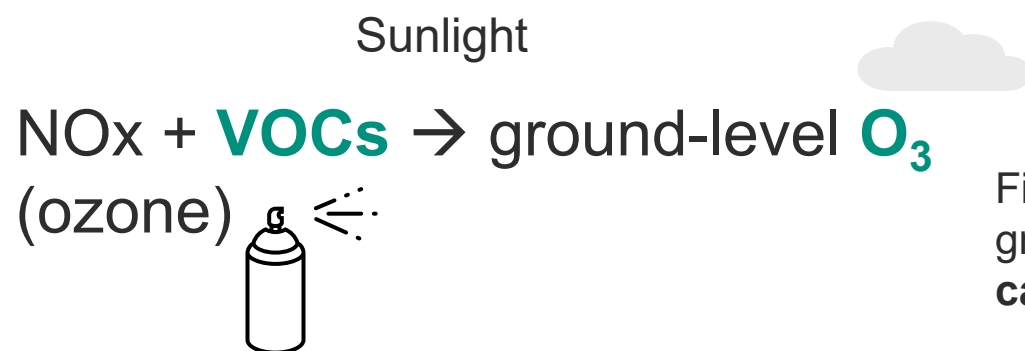 Sunlight
NOx + VOCs → ground-level O₃
(ozone)